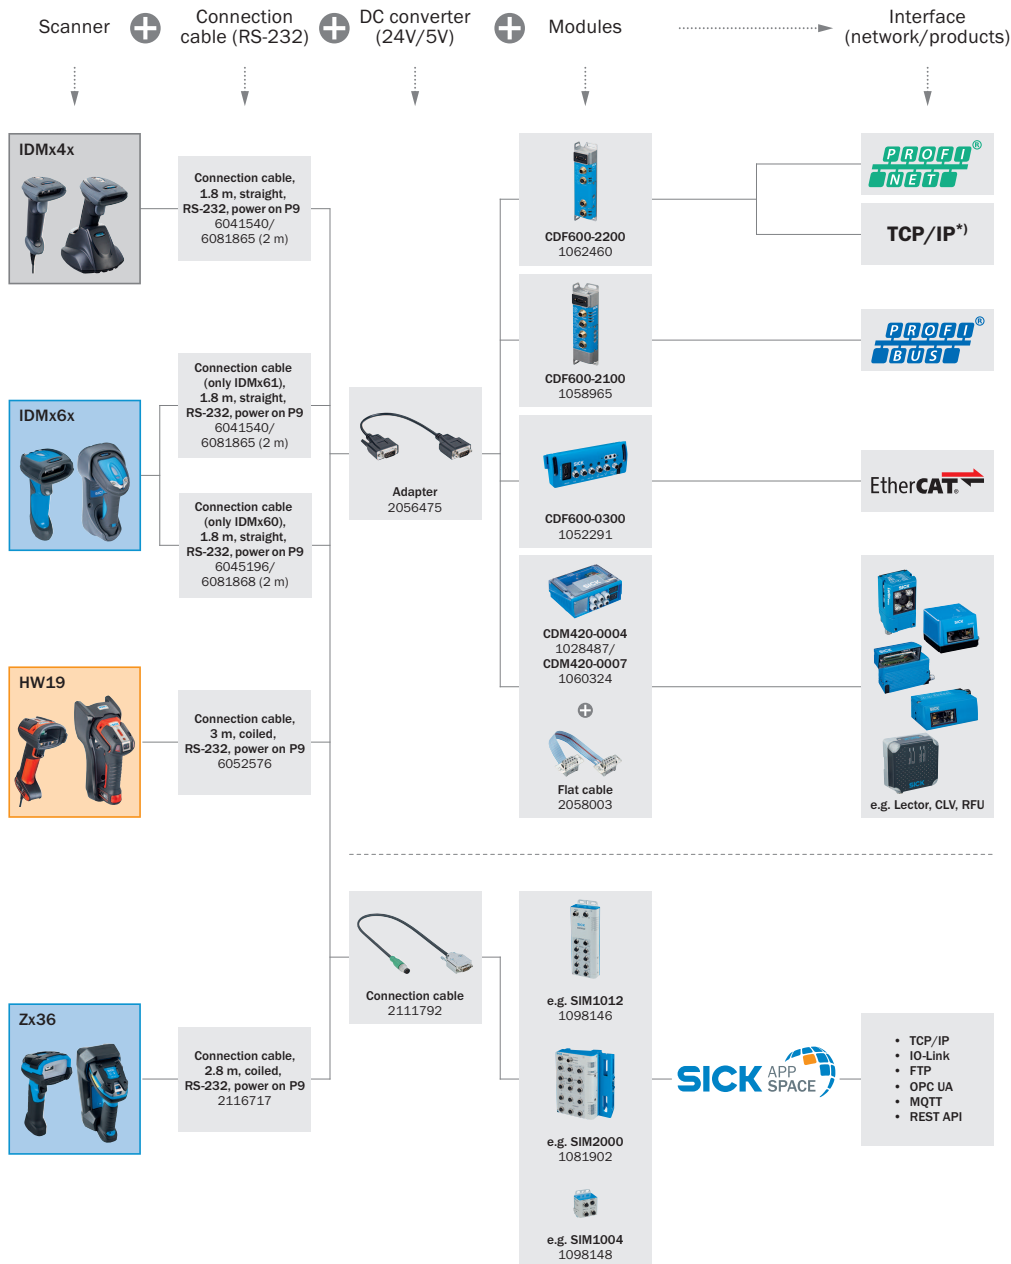 Scanner
Connection
cable (RS-232)
DC converter
(24V/5V)
Modules
Interface
(network/products)
IDMx4x
Connection cable,
1.8 m, straight,
RS-232, power on P9
6041540/
6081865 (2 m)
CDF600-2200
1062460
PROFI®
NET
TCP/IP*)
CDF600-2100
1058965
PROFI®
BUS
IDMx6x
Connection cable
(only IDMx61),
1.8 m, straight,
RS-232, power on P9
6041540/
6081865 (2 m)
Connection cable
(only IDMx60),
1.8 m, straight,
RS-232, power on P9
6045196/
6081868 (2 m)
Adapter
2056475
SICK
CDF600-0300
1052291
EtherCAT®
CDM420-0004
1028487/
CDM420-0007
1060324
Flat cable
2058003
SICK
SICK
SICK
e.g. Lector, CLV, RFU
HW19
Connection cable,
3 m, coiled,
RS-232, power on P9
6052576
Zx36
Connection cable,
2.8 m, coiled,
RS-232, power on P9
2116717
Connection cable
2111792
SICK
e.g. SIM1012
1098146
e.g. SIM2000
1081902
e.g. SIM1004
1098148
SICK APP
SPACE
• TCP/IP
• IO-Link
• FTP
• OPC UA
• MQTT
• REST API